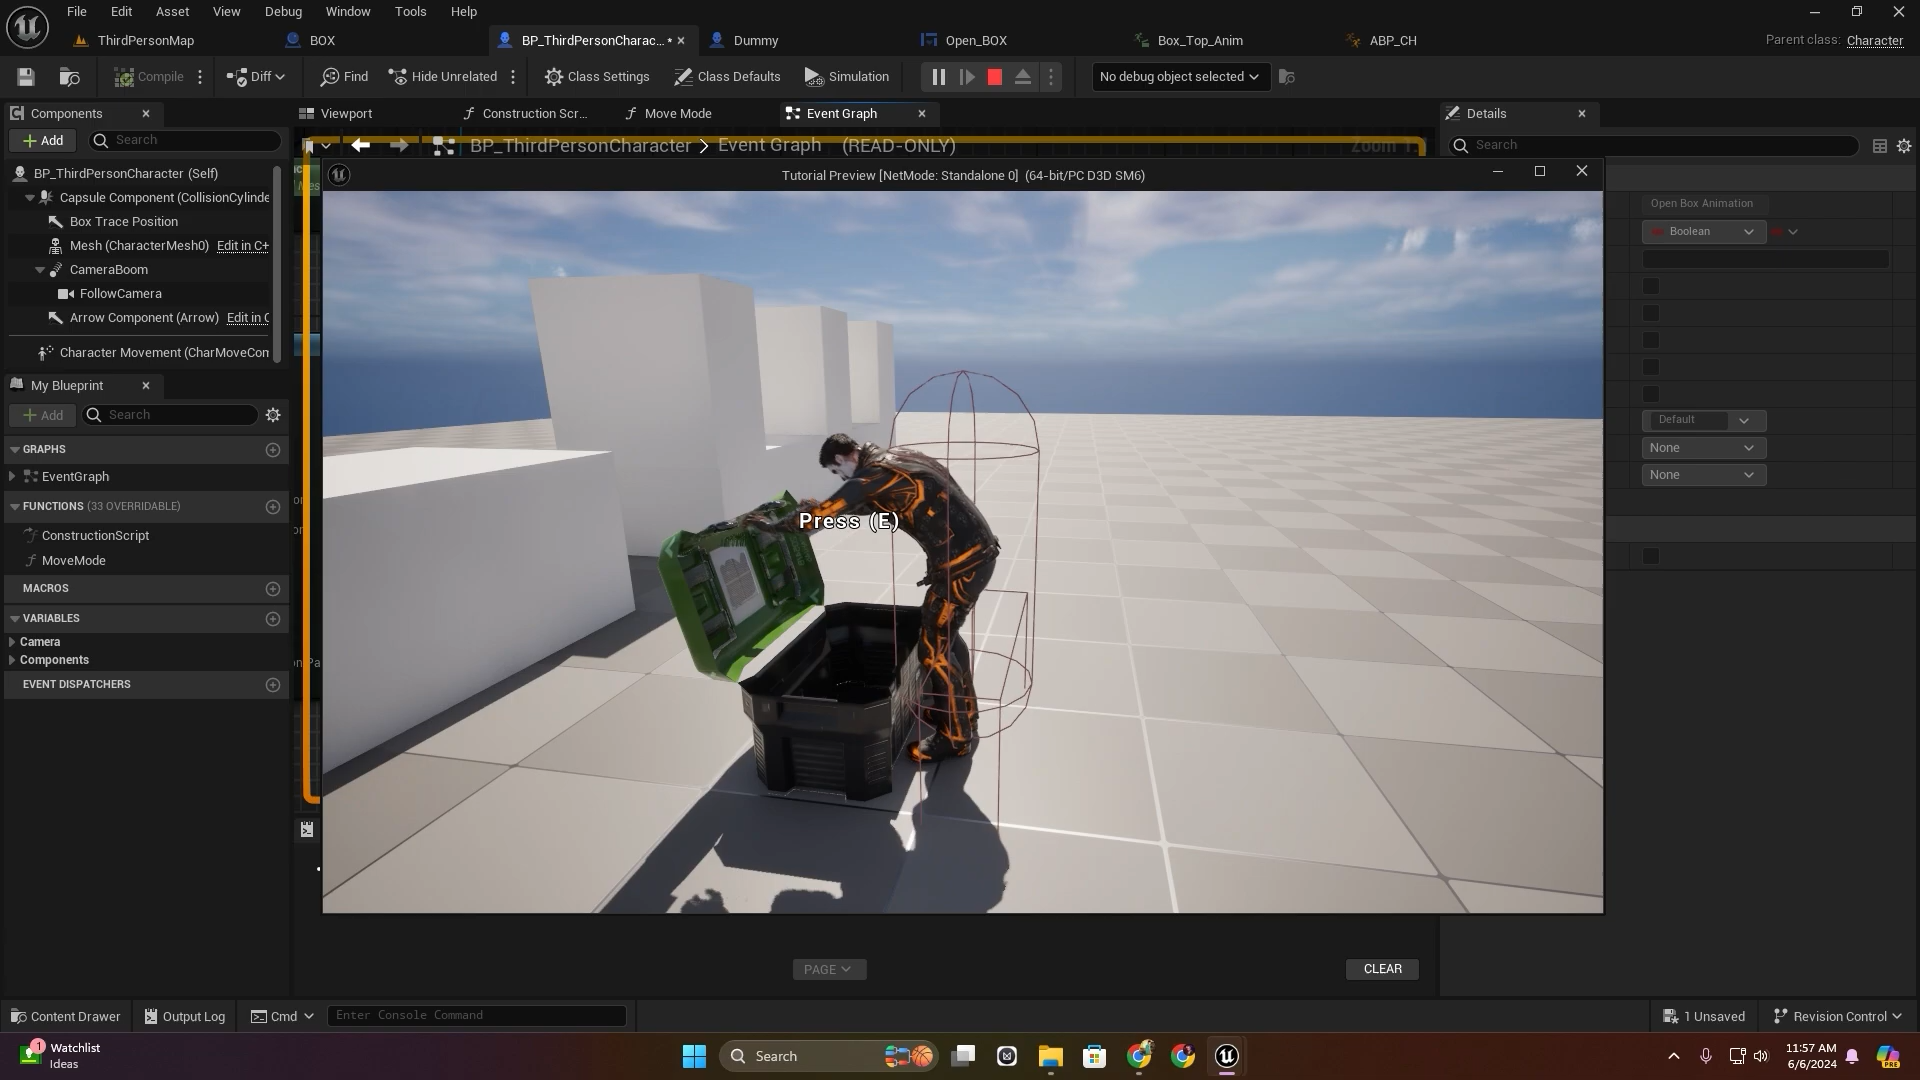 File Edit Asset View Debug Window Tools Help
ThirdPersonMap BOX BP_ThirdPersonCharac... * Dummy Open_BOX Box_Top_Anim ABP_CH Parent class: Character
Compile Diff Find Hide Unrelated Class Settings Class Defaults Simulation No debug object selected
Components Viewport Construction Scr... Move Mode Event Graph Details
Add Search BP_ThirdPersonCharacter > Event Graph (READ-ONLY) Zoom Search
BP_ThirdPersonCharacter (Self)
Capsule Component (CollisionCylinde
Box Trace Position
Mesh (CharacterMesh0) Edit in C+
CameraBoom
FollowCamera
Arrow Component (Arrow) Edit in C
Character Movement (CharMoveCom
My Blueprint
Add Search
GRAPHS
EventGraph
FUNCTIONS (33 OVERRIDABLE)
ConstructionScript
MoveMode
MACROS
VARIABLES
Camera
Components
EVENT DISPATCHERS
Tutorial Preview [NetMode: Standalone 0] (64-bit/PC D3D SM6)
Press (E)
Open Box Animation
Boolean
Default
None
None
PAGE CLEAR
Content Drawer Output Log Cmd Enter Console Command 1 Unsaved Revision Control
1 Watchlist
Ideas
Search
11:57 AM
6/6/2024
PRE